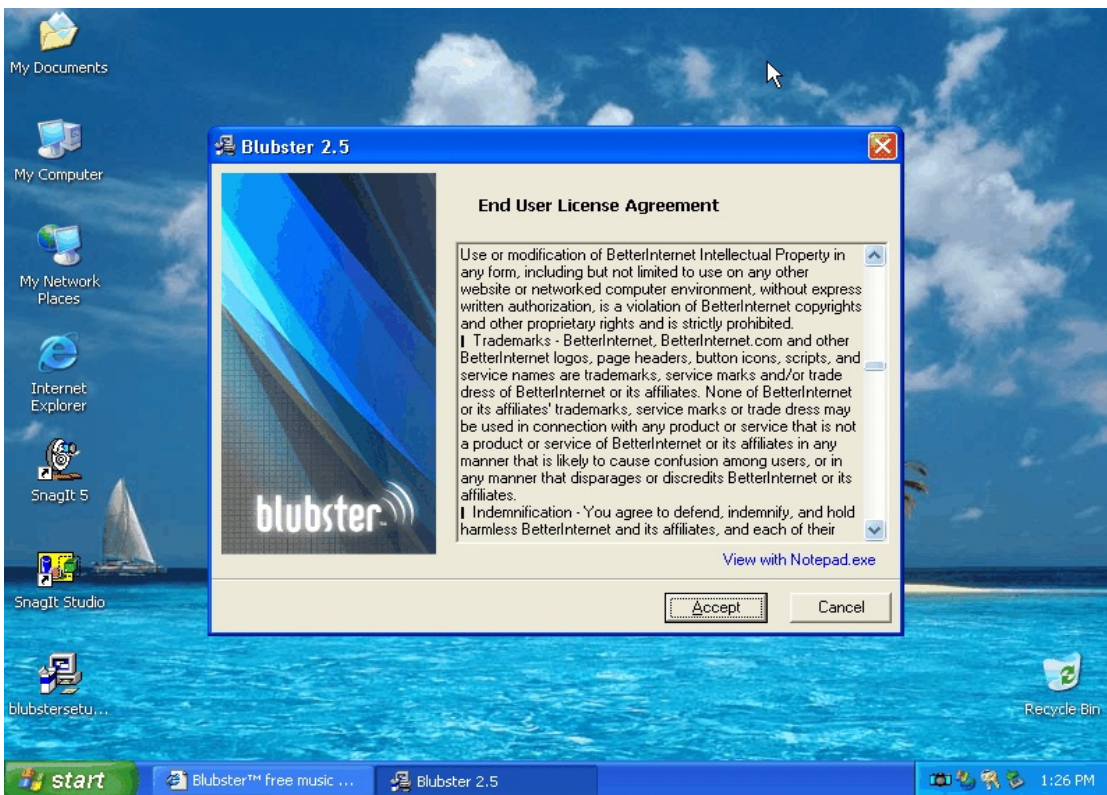 My Documents
My Computer
My Network
Places
Internet
Explorer
SnagIt 5
SnagIt Studio
blubstersetu...
Blubster 2.5
blubster
End User License Agreement
Use or modification of BetterInternet Intellectual Property in
any form, including but not limited to use on any other
website or networked computer environment, without express
written authorization, is a violation of BetterInternet copyrights
and other proprietary rights and is strictly prohibited.
Trademarks - BetterInternet, BetterInternet.com and other
BetterInternet logos, page headers, button icons, scripts, and
service names are trademarks, service marks and/or trade
dress of BetterInternet or its affiliates. None of BetterInternet
or its affiliates' trademarks, service marks or trade dress may
be used in connection with any product or service that is not
a product or service of BetterInternet or its affiliates in any
manner that is likely to cause confusion among users, or in
any manner that disparages or discredits BetterInternet or its
affiliates.
Indemnification - You agree to defend, indemnify, and hold
harmless BetterInternet and its affiliates, and each of their
View with Notepad.exe
Accept
Cancel
Recycle Bin
start
Blubster™ free music ...
Blubster 2.5
1:26 PM